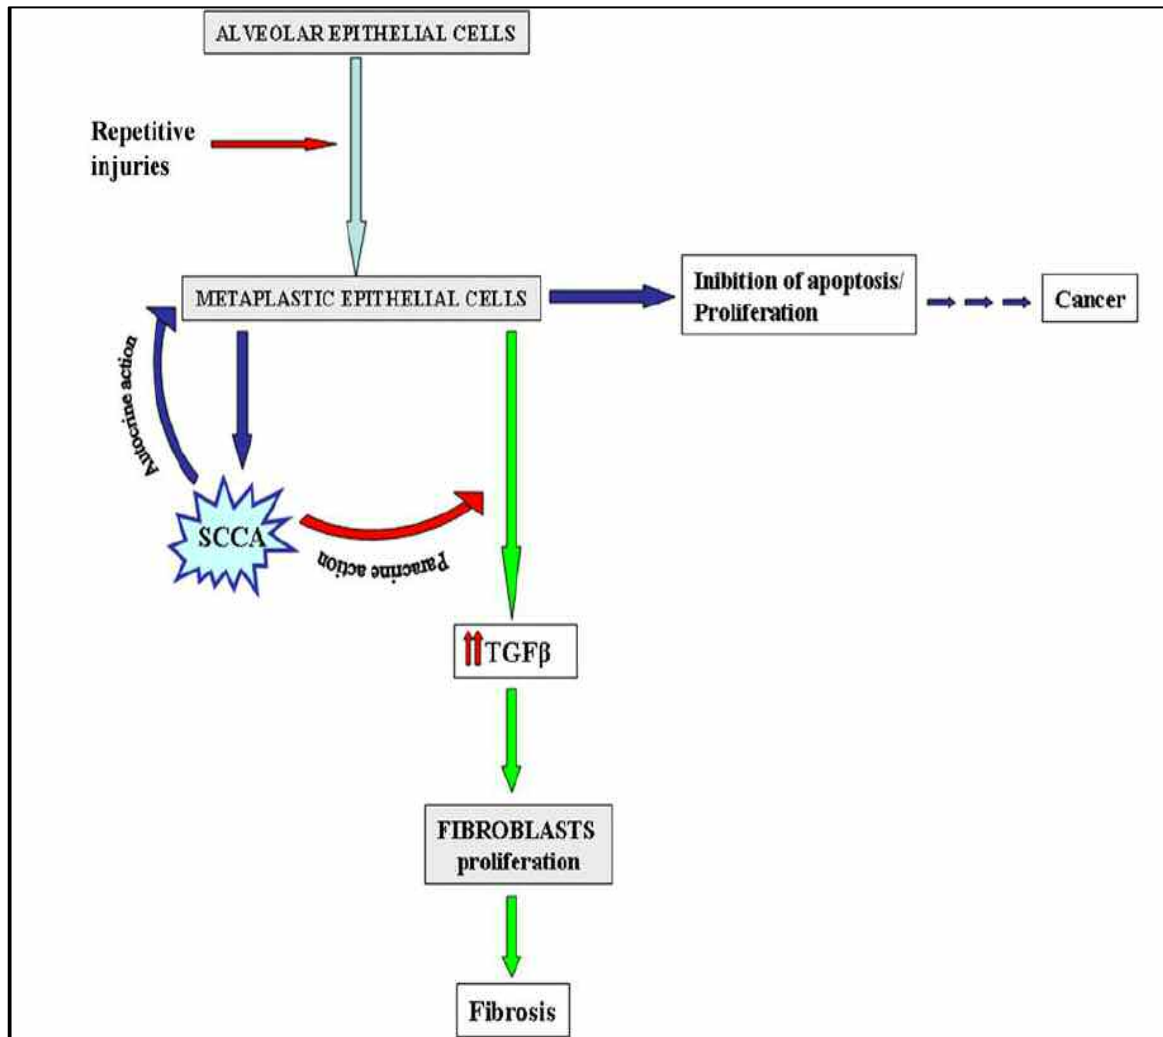 ALVEOLAR EPITHELIAL CELLS
Repetitive
injuries
METAPLASTIC EPITHELIAL CELLS
Inibition of apoptosis/
Proliferation
Cancer
Autocrine action
SCCA
Paracrine action
TGFβ
FIBROBLASTS
proliferation
Fibrosis